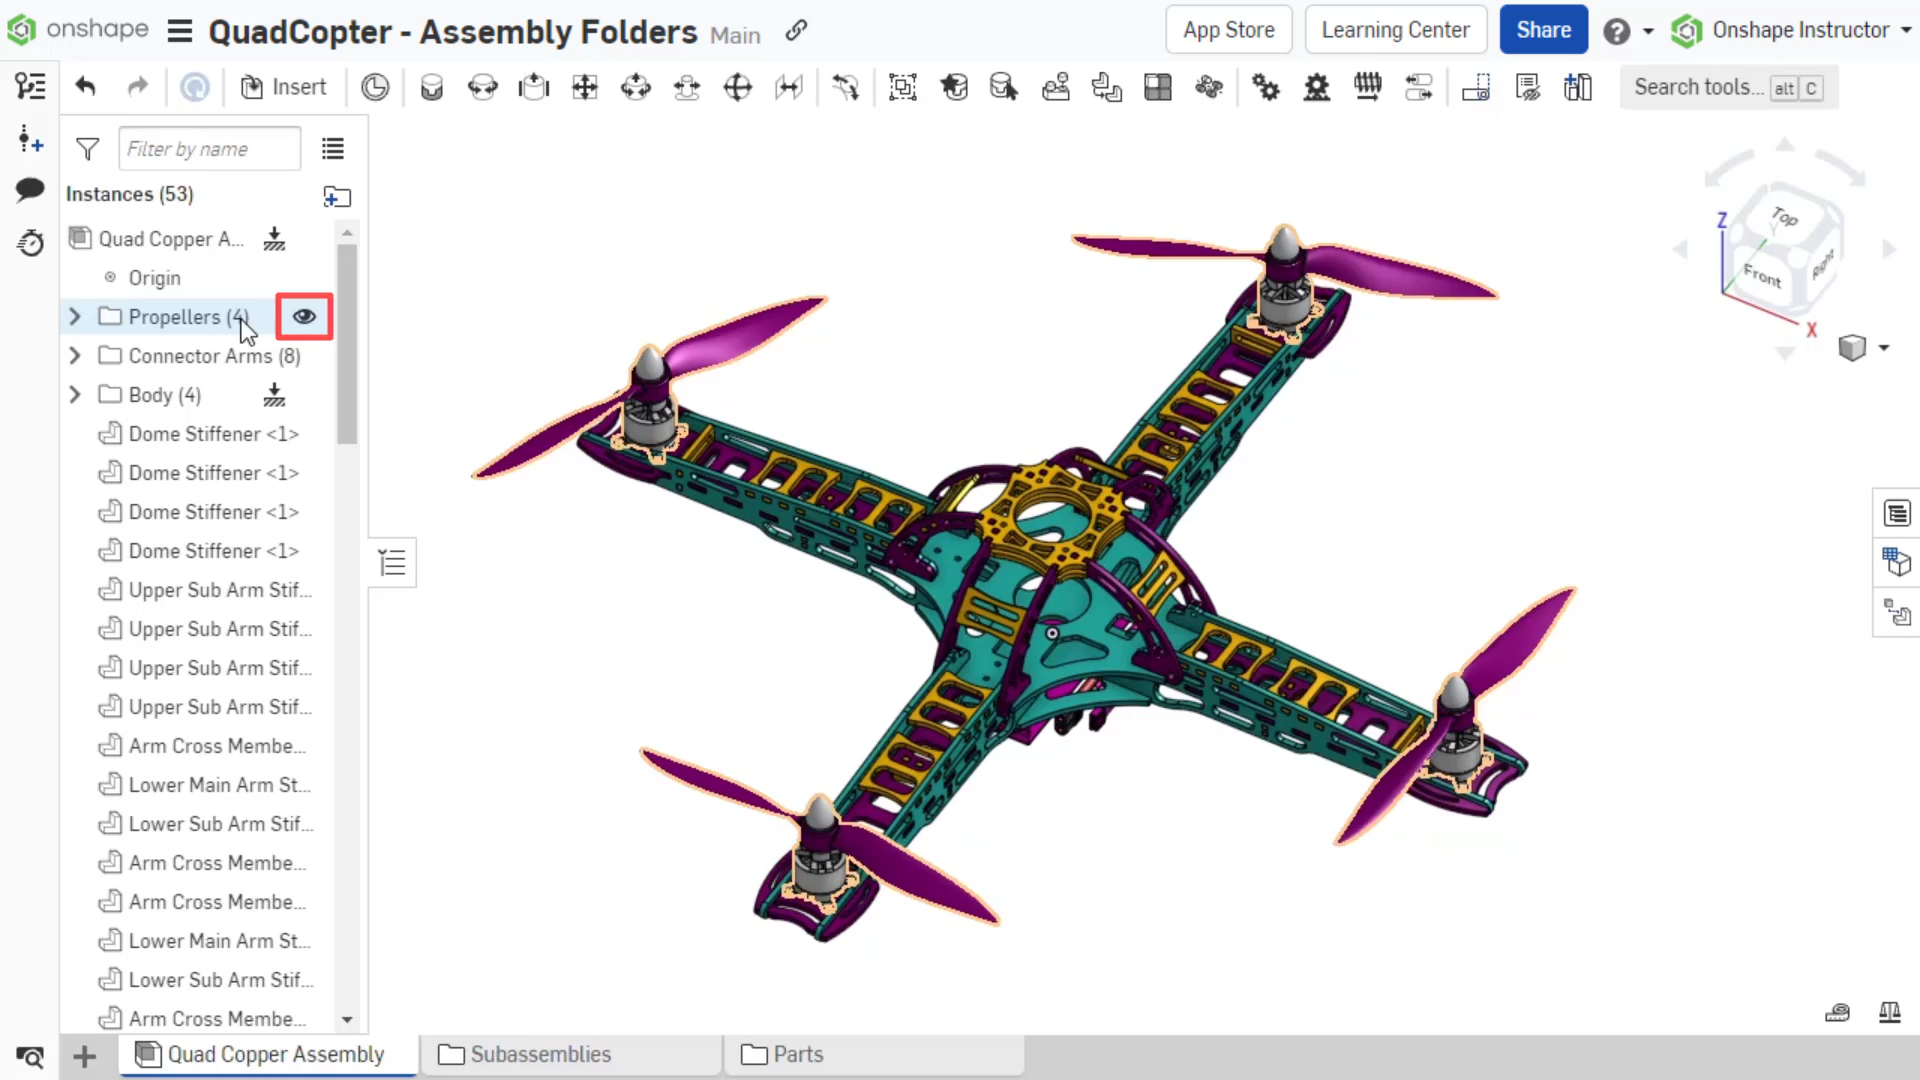 onshape QuadCopter - Assembly Folders Main App Store Learning Center Share Onshape Instructor
Insert Search tools... alt C
Filter by name
Instances (53)
Quad Copper A...
Origin
Propellers (4)
Connector Arms (8)
Body (4)
Dome Stiffener <1>
Dome Stiffener <1>
Dome Stiffener <1>
Dome Stiffener <1>
Upper Sub Arm Stif...
Upper Sub Arm Stif...
Upper Sub Arm Stif...
Upper Sub Arm Stif...
Arm Cross Membe...
Lower Main Arm St...
Lower Sub Arm Stif...
Arm Cross Membe...
Arm Cross Membe...
Lower Main Arm St...
Lower Sub Arm Stif...
Arm Cross Membe...
Top
Z
Y
Front
Right
X
Quad Copper Assembly Subassemblies Parts